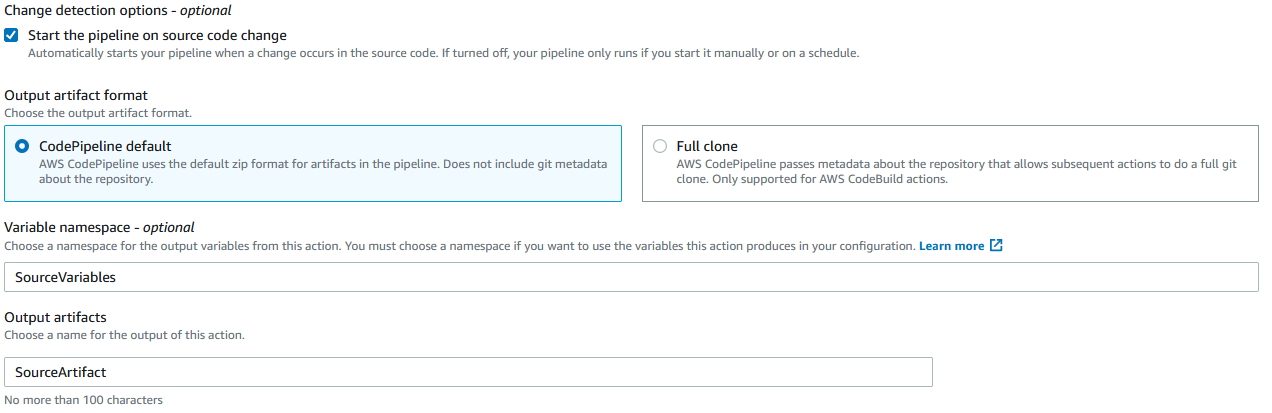 Change detection options - optional
Start the pipeline on source code change
Automatically starts your pipeline when a change occurs in the source code. If turned off, your pipeline only runs if you start it manually or on a schedule.
Output artifact format
Choose the output artifact format.
CodePipeline default
AWS CodePipeline uses the default zip format for artifacts in the pipeline. Does not include git metadata
about the repository.
Full clone
AWS CodePipeline passes metadata about the repository that allows subsequent actions to do a full git
clone. Only supported for AWS CodeBuild actions.
Variable namespace - optional
Choose a namespace for the output variables from this action. You must choose a namespace if you want to use the variables this action produces in your configuration. Learn more
SourceVariables
Output artifacts
Choose a name for the output of this action.
SourceArtifact
No more than 100 characters